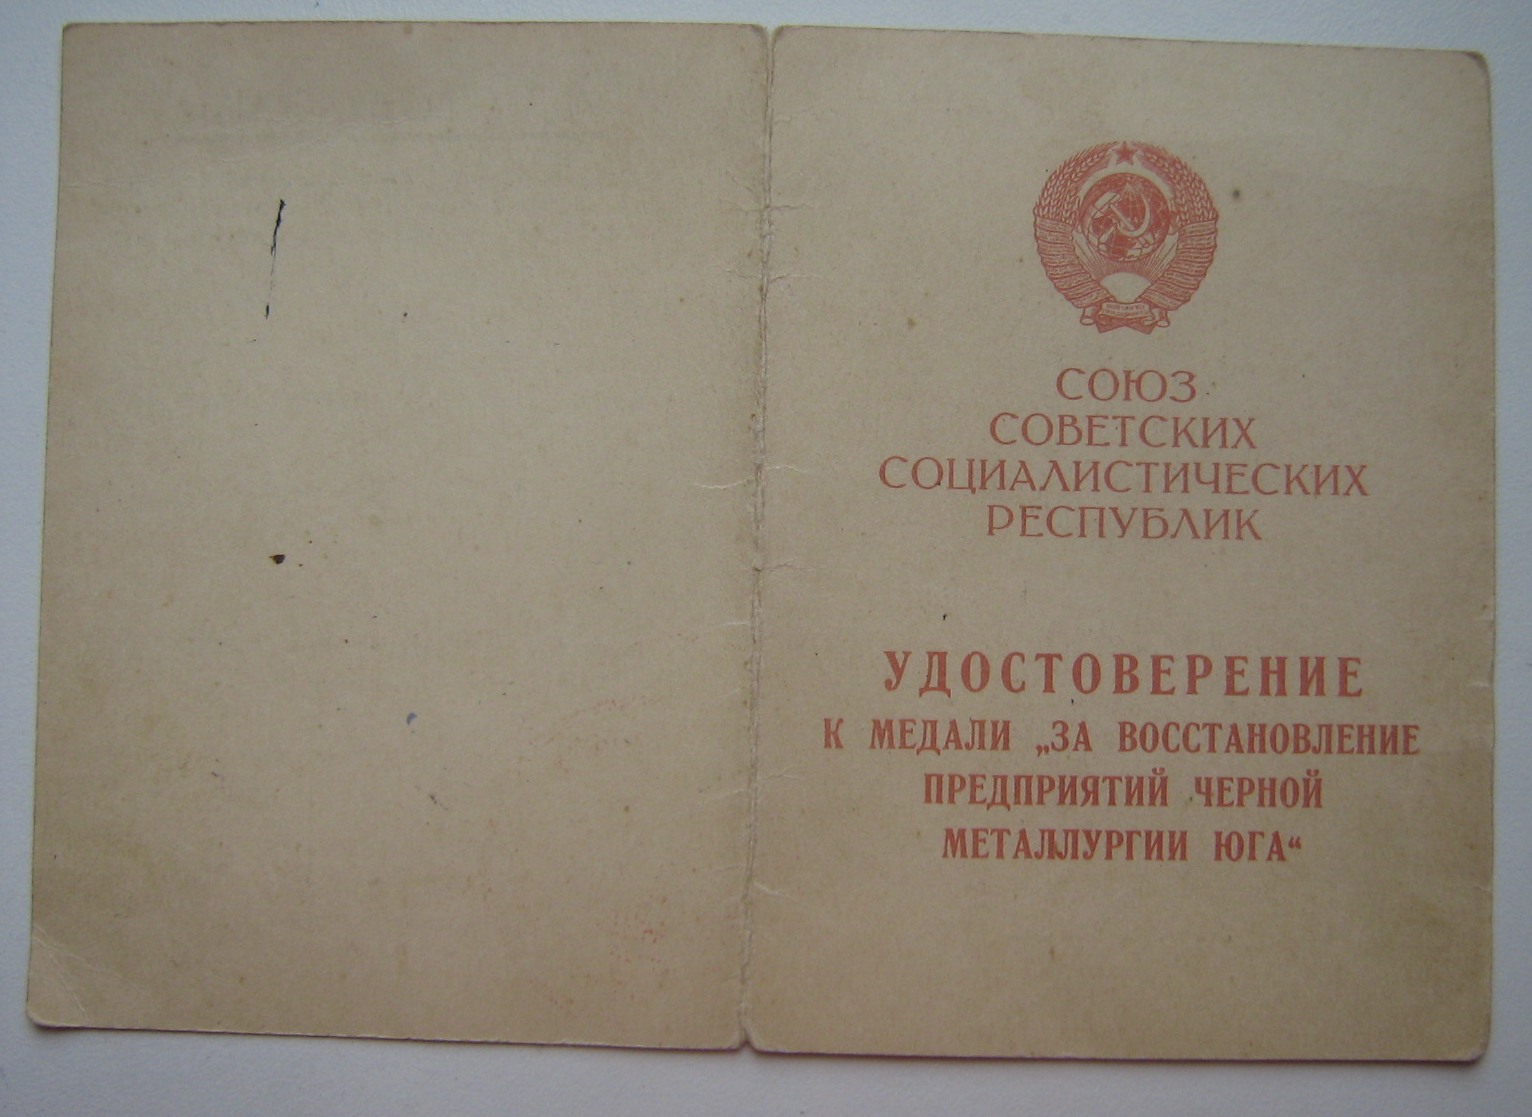 СОЮЗ
СОВЕТСКИХ
СОЦИАЛИСТИЧЕСКИХ
РЕСПУБЛИК
УДОСТОВЕРЕНИЕ
К МЕДАЛИ „ЗА ВОССТАНОВЛЕНИЕ
ПРЕДПРИЯТИЙ ЧЕРНОЙ
МЕТАЛЛУРГИИ ЮГА“